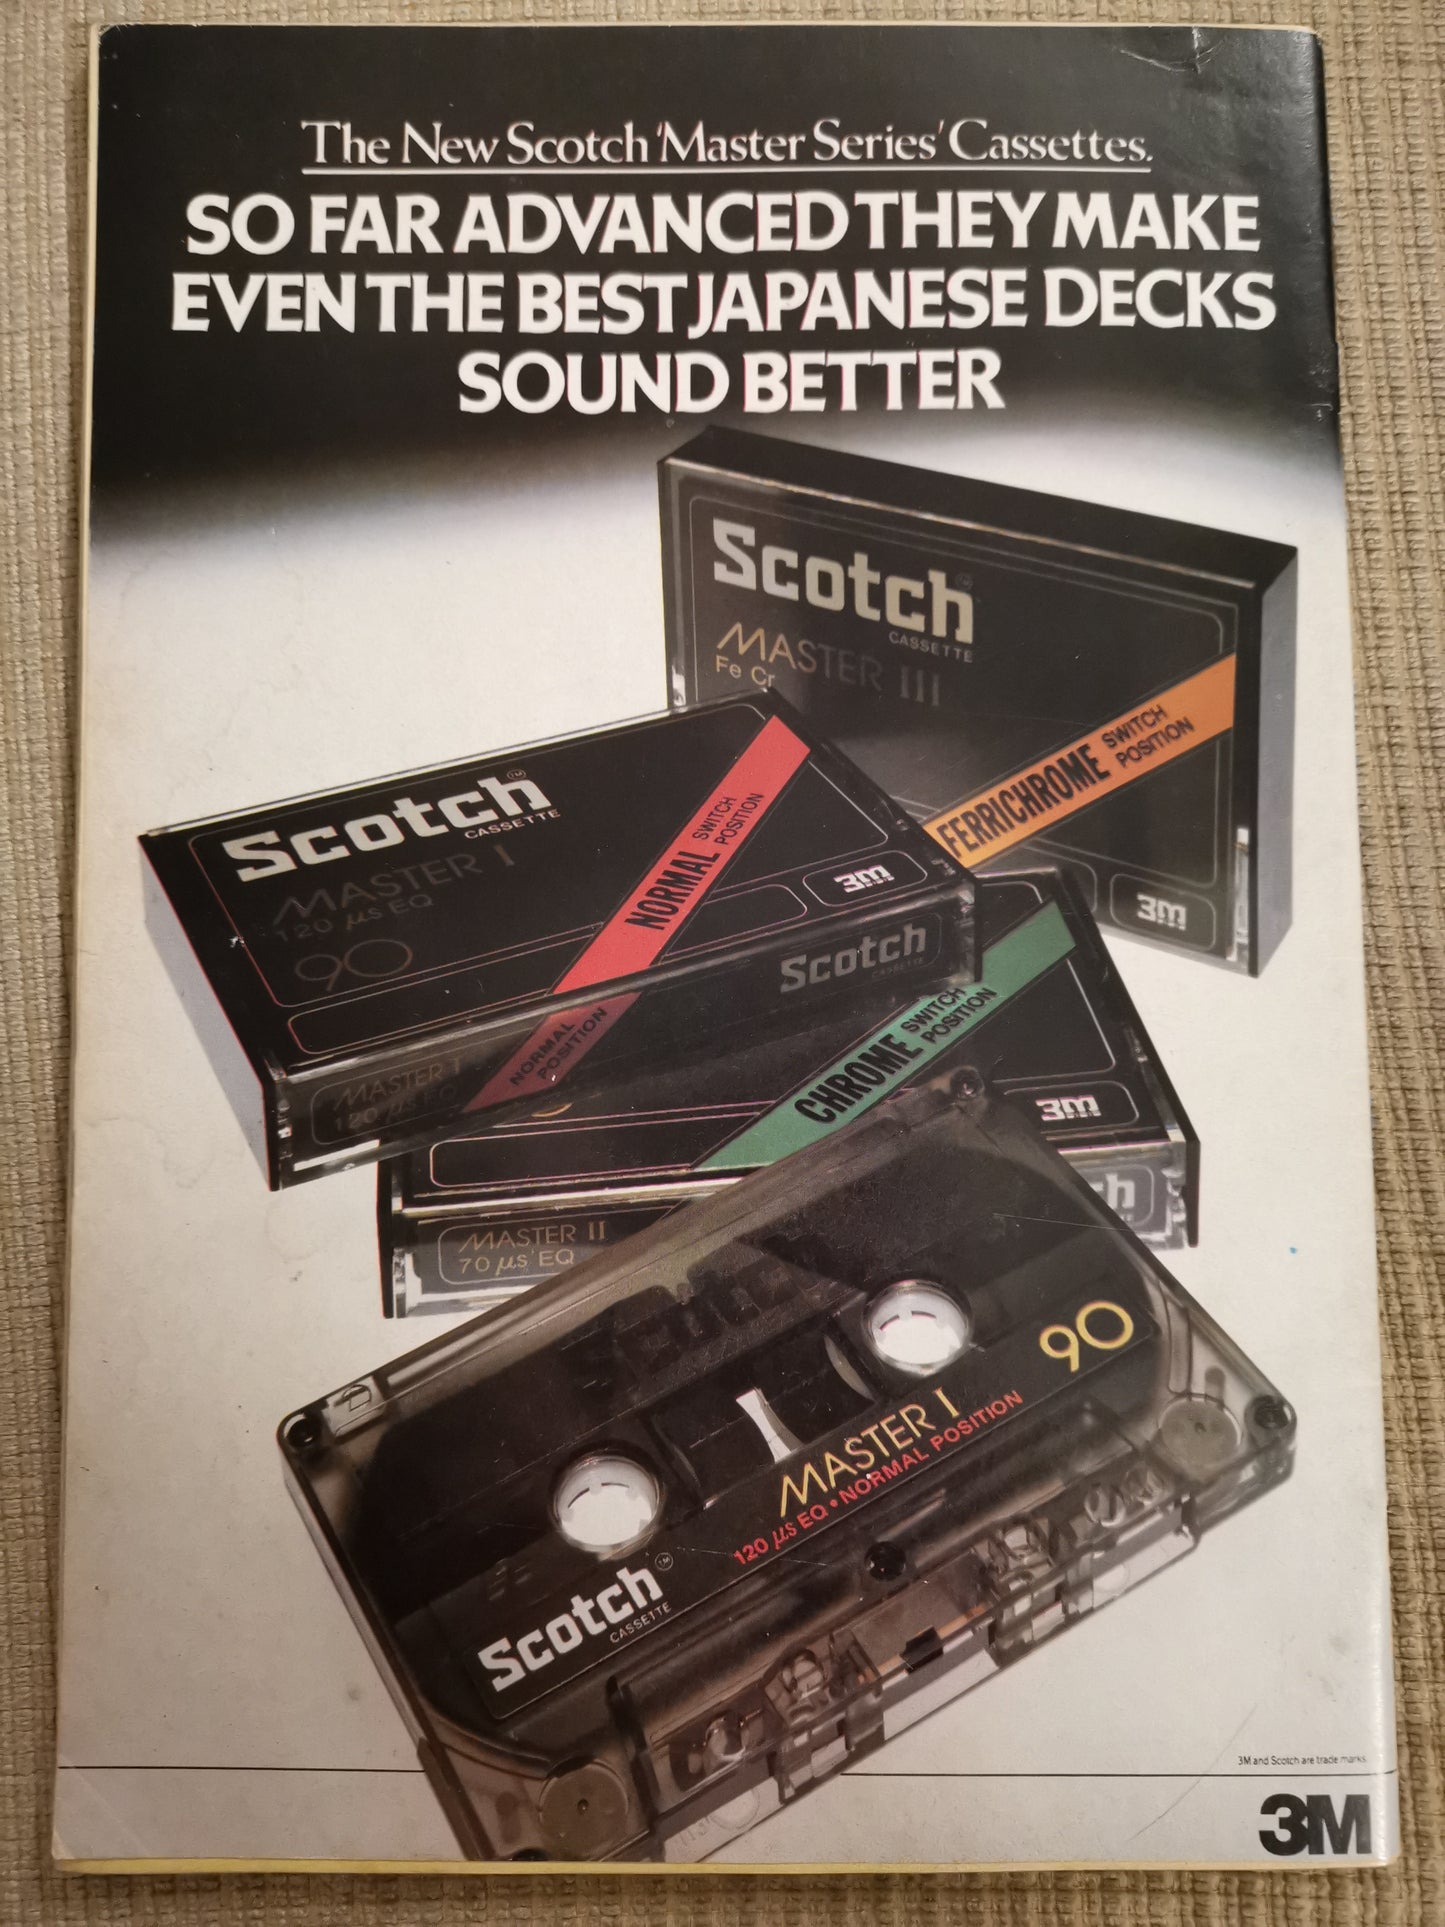 The New Scotch 'Master Series' Cassettes.
SO FAR ADVANCED THEY MAKE
EVEN THE BEST JAPANESE DECKS
SOUND BETTER
Scotch TM
CASSETTE
MASTER III
Fe Cr
FERRICHROME SWITCH POSITION
3M
Scotch TM
CASSETTE
MASTER I
120 µs EQ
90
NORMAL SWITCH POSITION
3M
Scotch
CASSETTE
NORMAL POSITION
MASTER I
120 µs EQ
CHROME SWITCH POSITION
3M
MASTER II
70 µs EQ
90
MASTER I
120 µs EQ • NORMAL POSITION
Scotch TM
CASSETTE
3M and Scotch are trade marks
3M